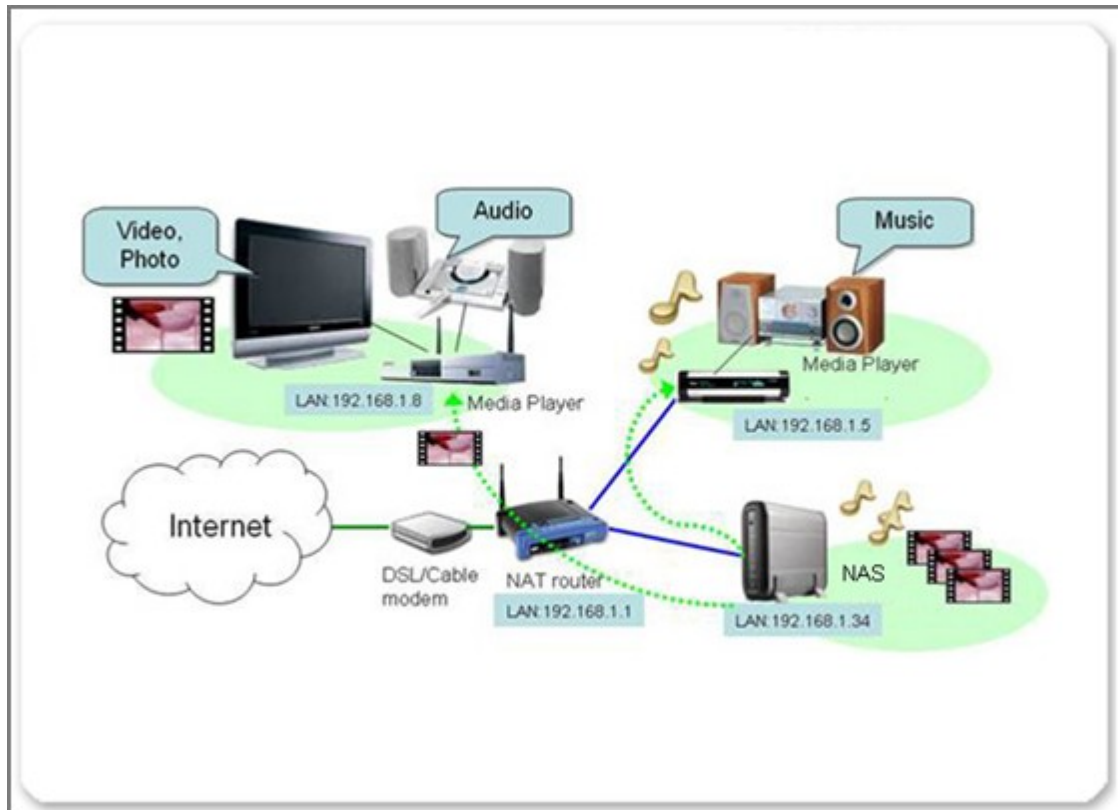 Video,
Photo
Audio
Music
LAN:192.168.1.8
Media Player
Media Player
LAN:192.168.1.5
Internet
DSL/Cable
modem
NAT router
LAN:192.168.1.1
NAS
LAN:192.168.1.34